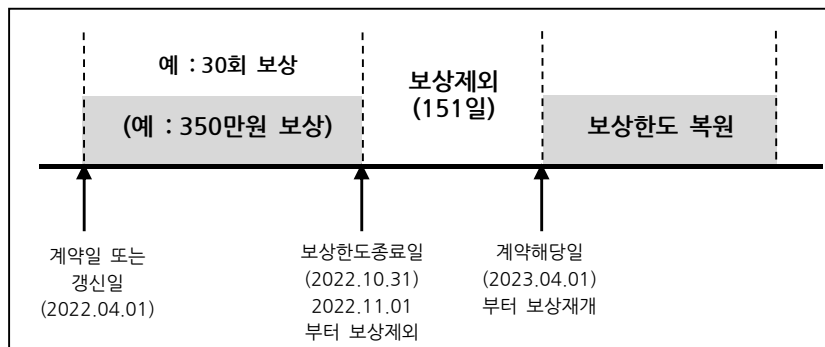 예 : 30회 보상
(예 : 350만원 보상)
보상제외
(151일)
보상한도 복원
계약일 또는
갱신일
(2022.04.01)
보상한도종료일
(2022.10.31)
2022.11.01
부터 보상제외
계약해당일
(2023.04.01)
부터 보상재개